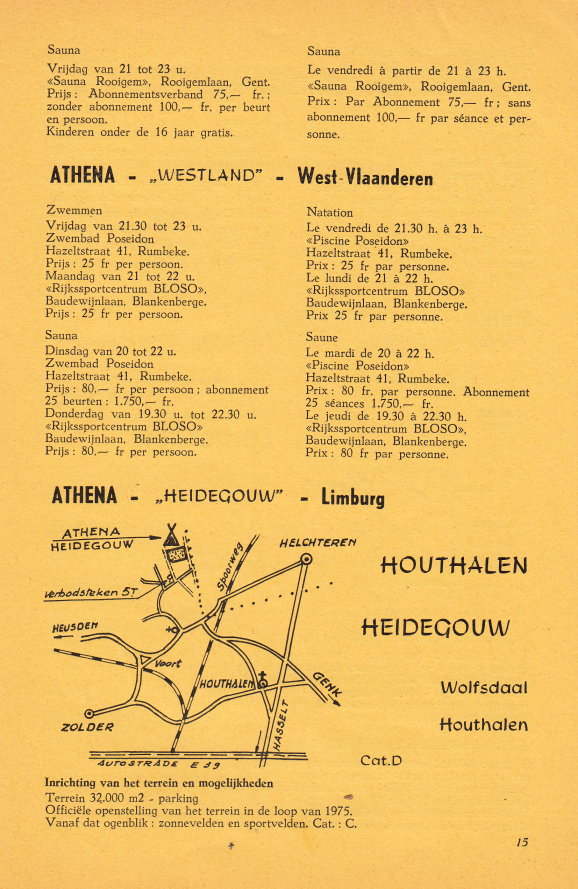 Sauna
Vrijdag van 21 tot 23 u.
«Sauna Rooigem», Rooigemlaan, Gent.
Prijs : Abonnementsverband 75,— fr. ;
zonder abonnement 100,— fr. per beurt
en persoon.
Kinderen onder de 16 jaar gratis.
Sauna
Le vendredi à partir de 21 à 23 h.
«Sauna Rooigem», Rooigemlaan, Gent.
Prix : Par Abonnement 75,— fr ; sans
abonnement 100,— fr par séance et per-
sonne.
ATHENA - „WESTLAND” - West-Vlaanderen
Zwemmen
Vrijdag van 21.30 tot 23 u.
Zwembad Poseidon
Hazeltstraat 41, Rumbeke.
Prijs : 25 fr per persoon.
Maandag van 21 tot 22 u.
«Rijkssportcentrum BLOSO»,
Baudewijnlaan, Blankenberge.
Prijs : 25 fr per persoon.
Sauna
Dinsdag van 20 tot 22 u.
Zwembad Poseidon
Hazeltstraat 41, Rumbeke.
Prijs : 80,— fr per persoon ; abonnement
25 beurten : 1.750,— fr.
Donderdag van 19.30 u. tot 22.30 u.
«Rijkssportcentrum BLOSO»
Baudewijnlaan, Blankenberge.
Prijs : 80,— fr per persoon.
Natation
Le vendredi de 21.30 h. à 23 h.
«Piscine Poseidon»
Hazeltstraat 41, Rumbeke.
Prix : 25 fr par personne.
Le lundi de 21 à 22 h.
«Rijkssportcentrum BLOSO»
Baudewijnlaan, Blankenberge.
Prix 25 fr par personne.
Saune
Le mardi de 20 à 22 h.
«Piscine Poseidon»
Hazeltstraat 41, Rumbeke.
Prix : 80 fr. par personne. Abonnement
25 séances 1.750,— fr.
Le jeudi de 19.30 à 22.30 h.
«Rijkssportcentrum BLOSO»,
Baudewijnlaan, Blankenberge.
Prix : 80 fr par personne.
ATHENA - „HEIDEGOUW” - Limburg
ATHENA
HEIDEGOUW
Spoorweg
HELCHTEREN
Verbodsteken 5T
HEUSDEN
Voort
HOUTHALEN
GENK
ZOLDER
HASSELT
AUTOSTRADE E 39
HOUTHALEN
HEIDEGOUW
Wolfsdaal
Houthalen
Cat.D
Inrichting van het terrein en mogelijkheden
Terrein 32.000 m2 - parking
Officiële openstelling van het terrein in de loop van 1975.
Vanaf dat ogenblik : zonnevelden en sportvelden. Cat. : C.
15